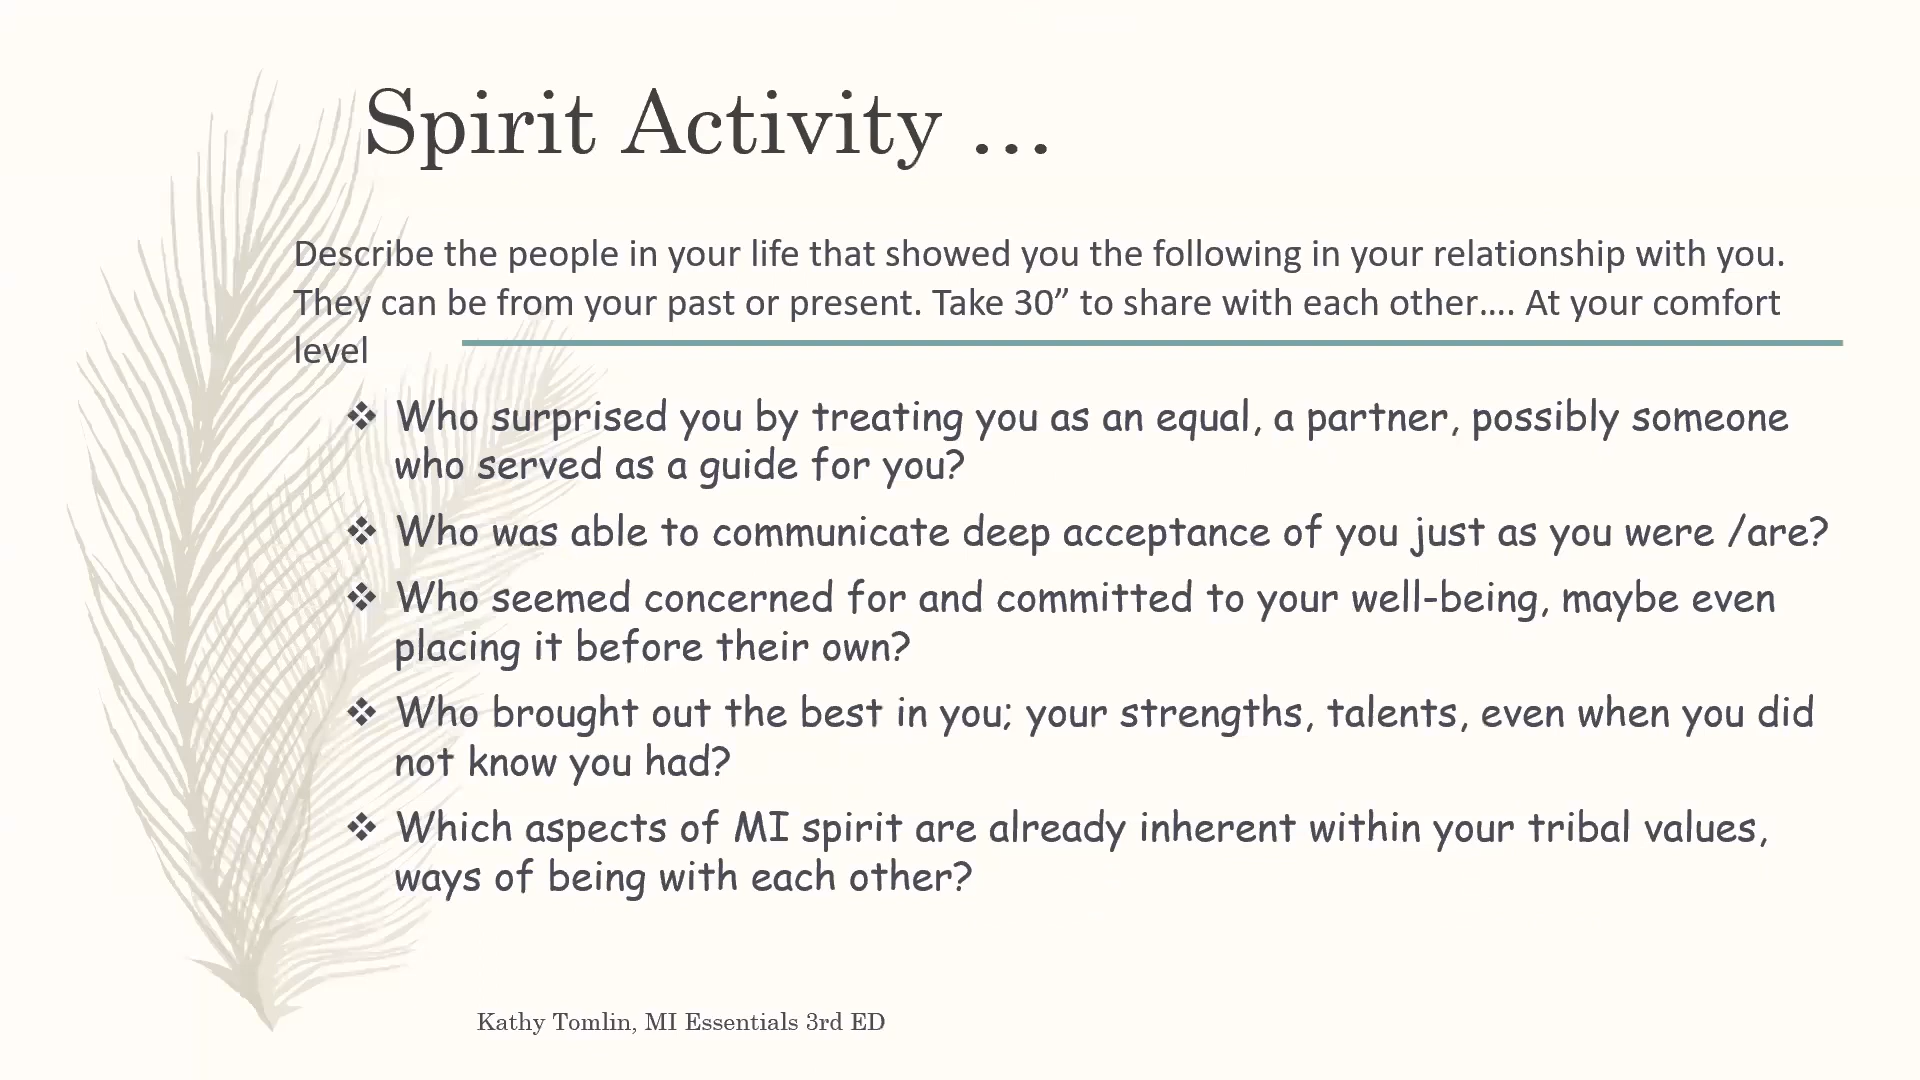 Spirit Activity …
Describe the people in your life that showed you the following in your relationship with you.
They can be from your past or present. Take 30” to share with each other…. At your comfort
level
❖ Who surprised you by treating you as an equal, a partner, possibly someone
who served as a guide for you?
❖ Who was able to communicate deep acceptance of you just as you were /are?
❖ Who seemed concerned for and committed to your well-being, maybe even
placing it before their own?
❖ Who brought out the best in you; your strengths, talents, even when you did
not know you had?
❖ Which aspects of MI spirit are already inherent within your tribal values,
ways of being with each other?
Kathy Tomlin, MI Essentials 3rd ED